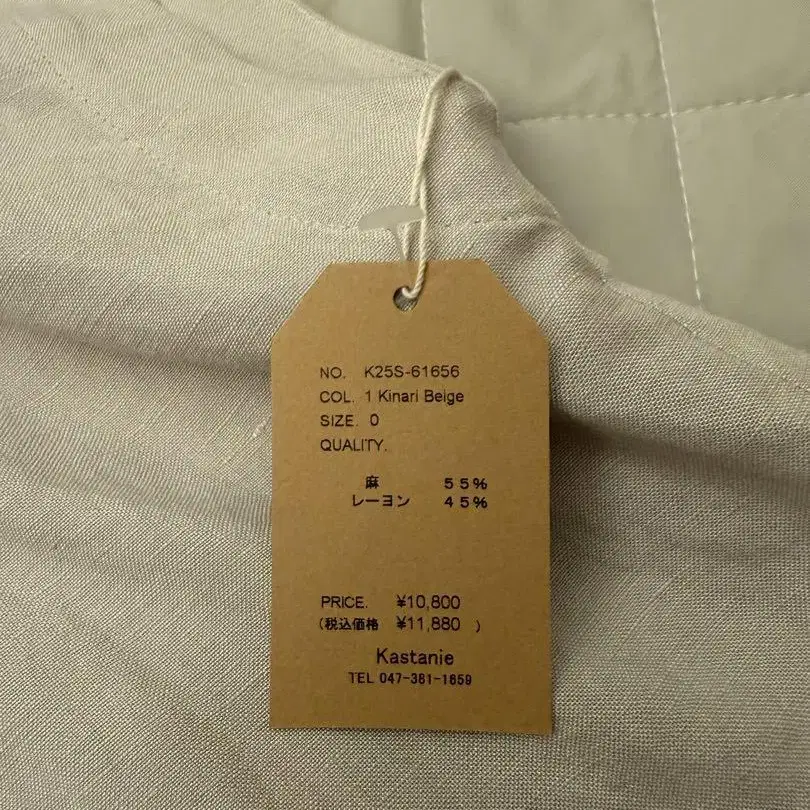 NO. K25S-61656
COL. 1 Kinari Beige
SIZE. 0
QUALITY.
麻 55%
レーヨン 45%
PRICE. ¥10,800
(税込価格 ¥11,880 )
Kastanie
TEL 047-381-1659